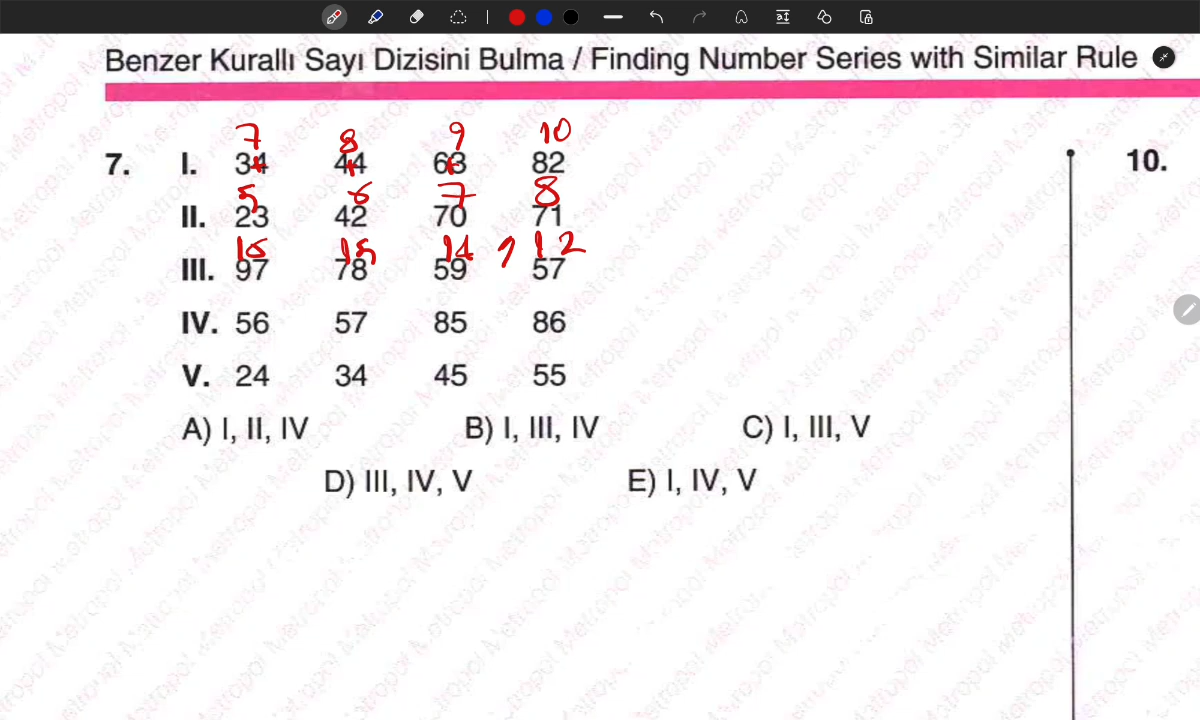 Benzer Kurallı Sayı Dizisini Bulma / Finding Number Series with Similar Rule
7 8 9 10
7. I. 34 44 63 82
5 6 7 8
II. 23 42 70 71
16 15 14 12
III. 97 78 59 57
IV. 56 57 85 86
V. 24 34 45 55
A) I, II, IV B) I, III, IV C) I, III, V
D) III, IV, V E) I, IV, V
10.